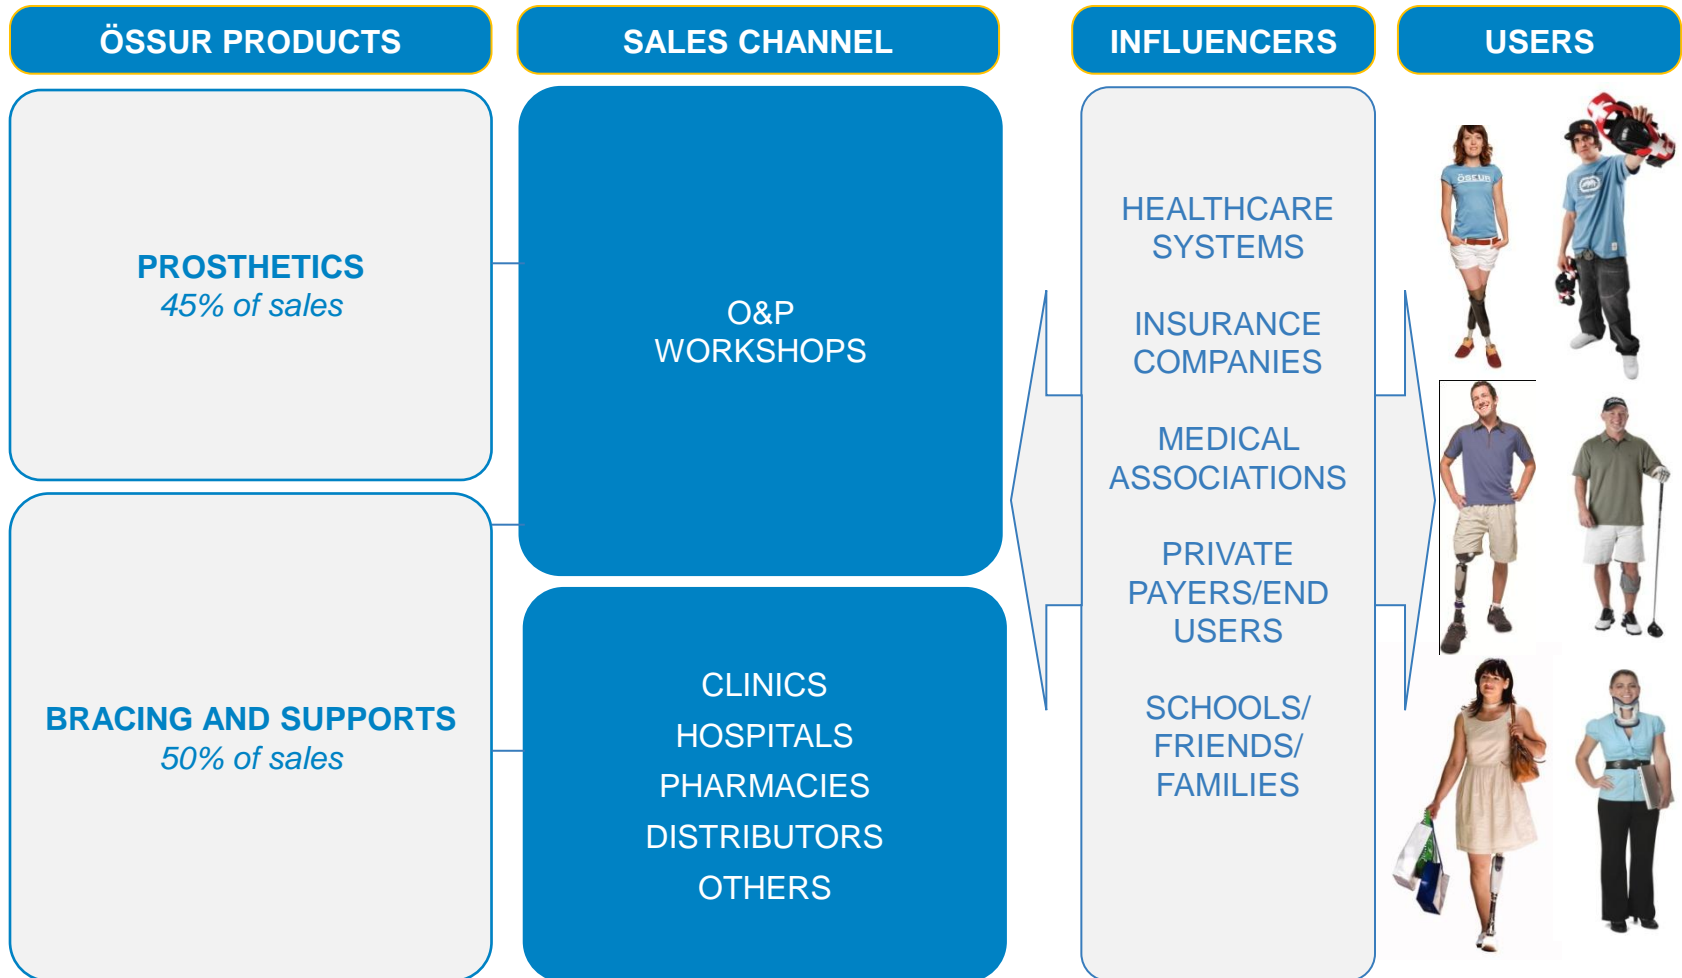 ÖSSUR PRODUCTS
SALES CHANNEL
INFLUENCERS
USERS
PROSTHETICS
45% of sales
BRACING AND SUPPORTS
50% of sales
O&P
WORKSHOPS
CLINICS
HOSPITALS
PHARMACIES
DISTRIBUTORS
OTHERS
HEALTHCARE
SYSTEMS
INSURANCE
COMPANIES
MEDICAL
ASSOCIATIONS
PRIVATE
PAYERS/END
USERS
SCHOOLS/
FRIENDS/
FAMILIES
ÖSSUR